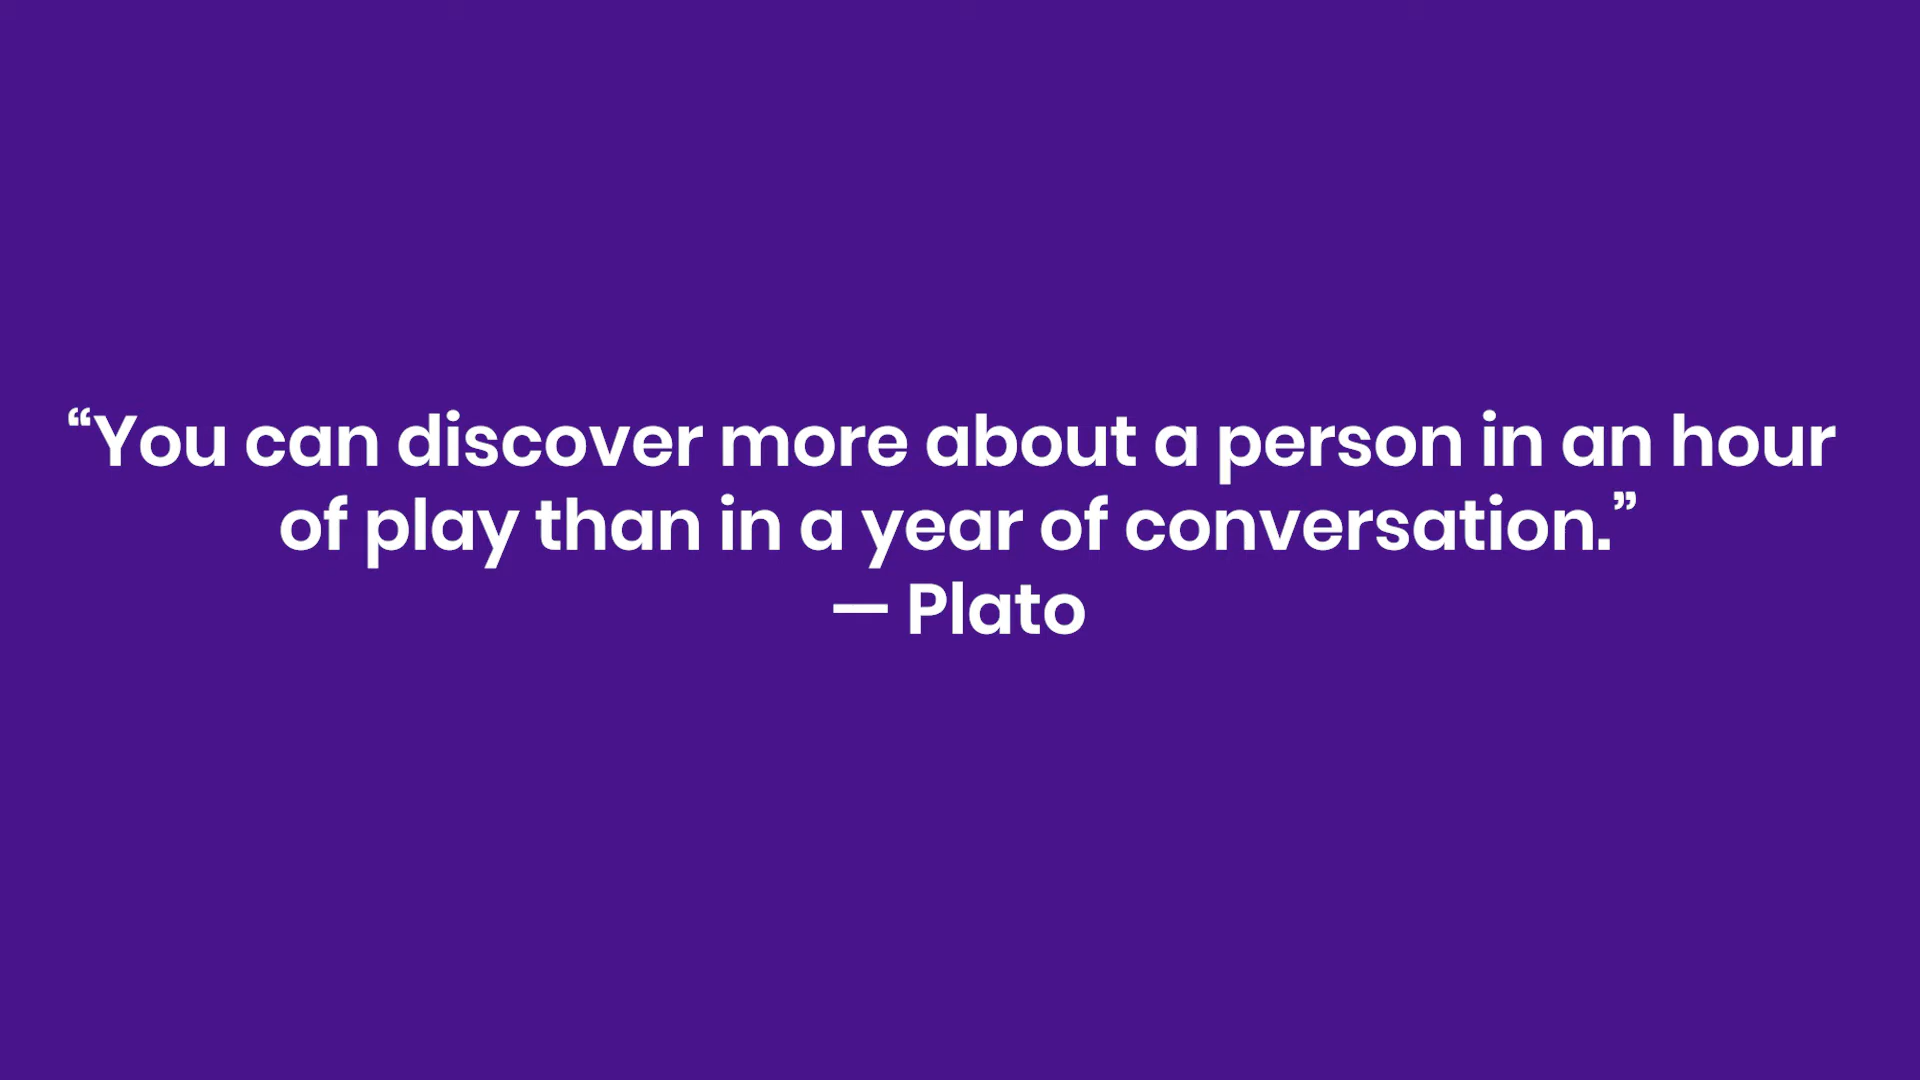 “You can discover more about a person in an hour
of play than in a year of conversation.”
— Plato